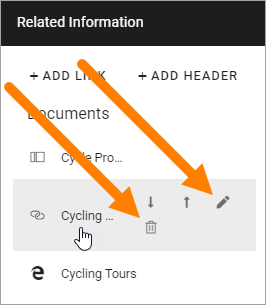 Related Information
+ ADD LINK + ADD HEADER
Documents
Cycle Pro...
Cycling ...
Cycling Tours